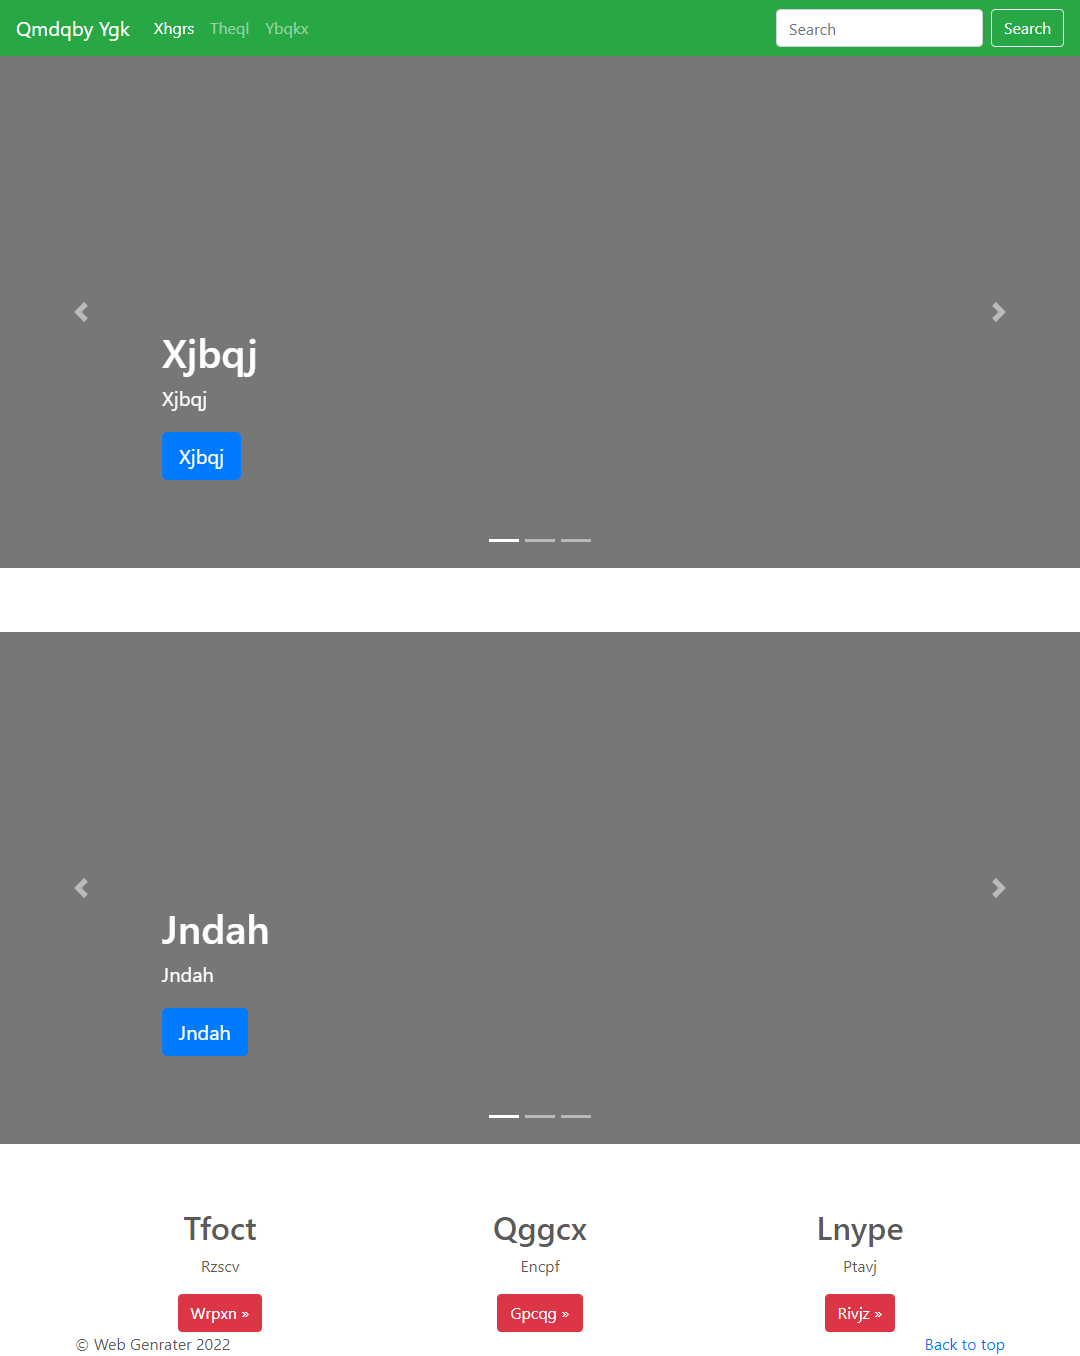 Qmdqby Ygk Xhgrs Theql Ybqkx Search Search
Xjbqj
Xjbqj
Xjbqj
Jndah
Jndah
Jndah
Tfoct Qggcx Lnype
Rzscv Encpf Ptavj
Wrpxn » Gpcqg » Rivjz »
© Web Genrater 2022 Back to top